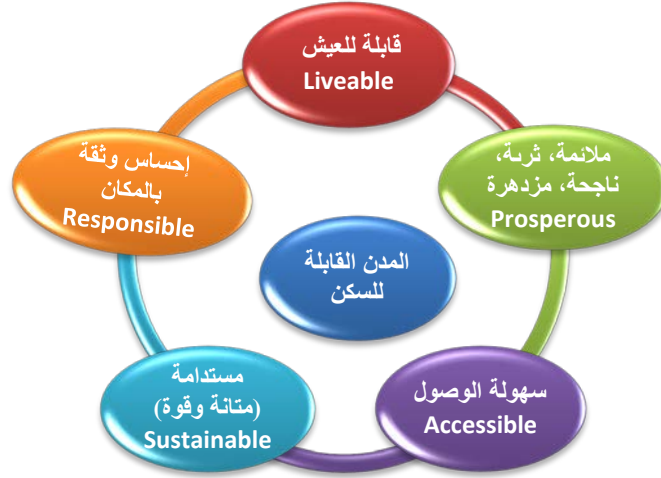 قابلة للعيش
Liveable
ملائمة، ثرية،
ناجحة، مزدهرة
Prosperous
سهولة الوصول
Accessible
مستدامة
(متانة وقوة)
Sustainable
إحساس وثقة
بالمكان
Responsible
المدن القابلة
للسكن